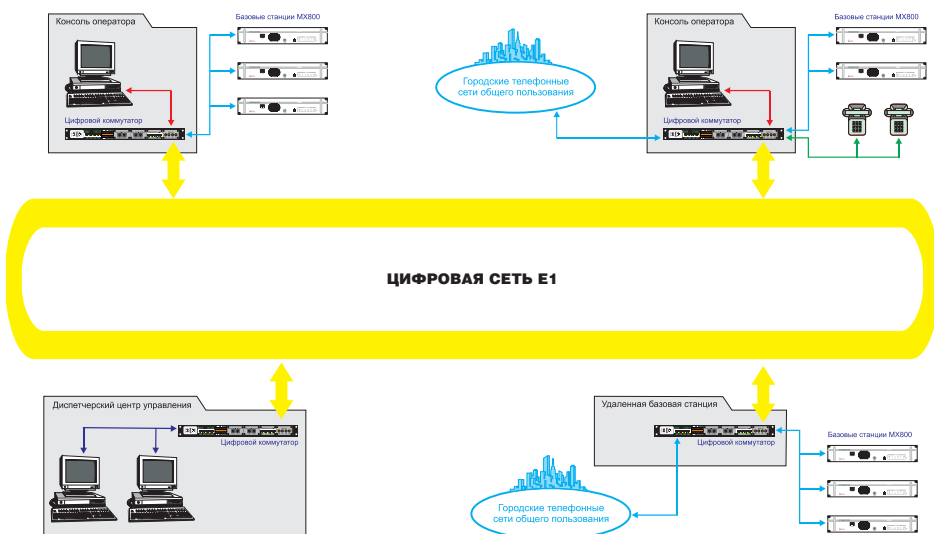 Консоль оператора
Базовые станции MX800
Цифровой коммутатор
Городские телефонные
сети общего пользования
Консоль оператора
Базовые станции MX800
Цифровой коммутатор
ЦИФРОВАЯ СЕТЬ E1
Диспетчерский центр управления
Цифровой коммутатор
Городские телефонные
сети общего пользования
Удаленная базовая станция
Цифровой коммутатор
Базовые станции MX800